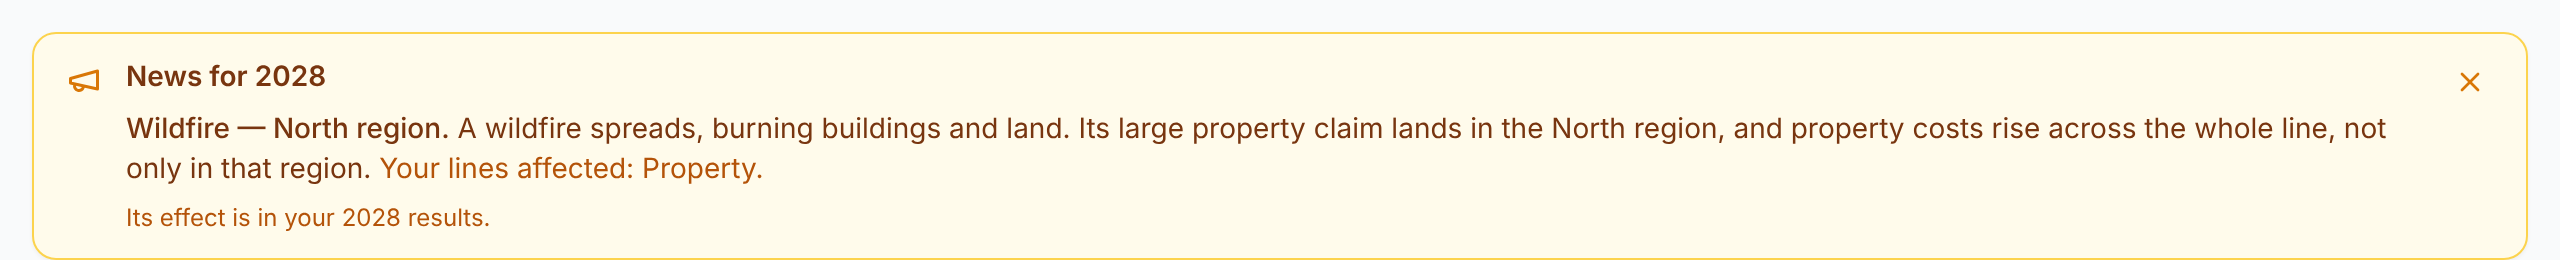 News for 2028
Wildfire — North region. A wildfire spreads, burning buildings and land. Its large property claim lands in the North region, and property costs rise across the whole line, not
only in that region. Your lines affected: Property.
Its effect is in your 2028 results.